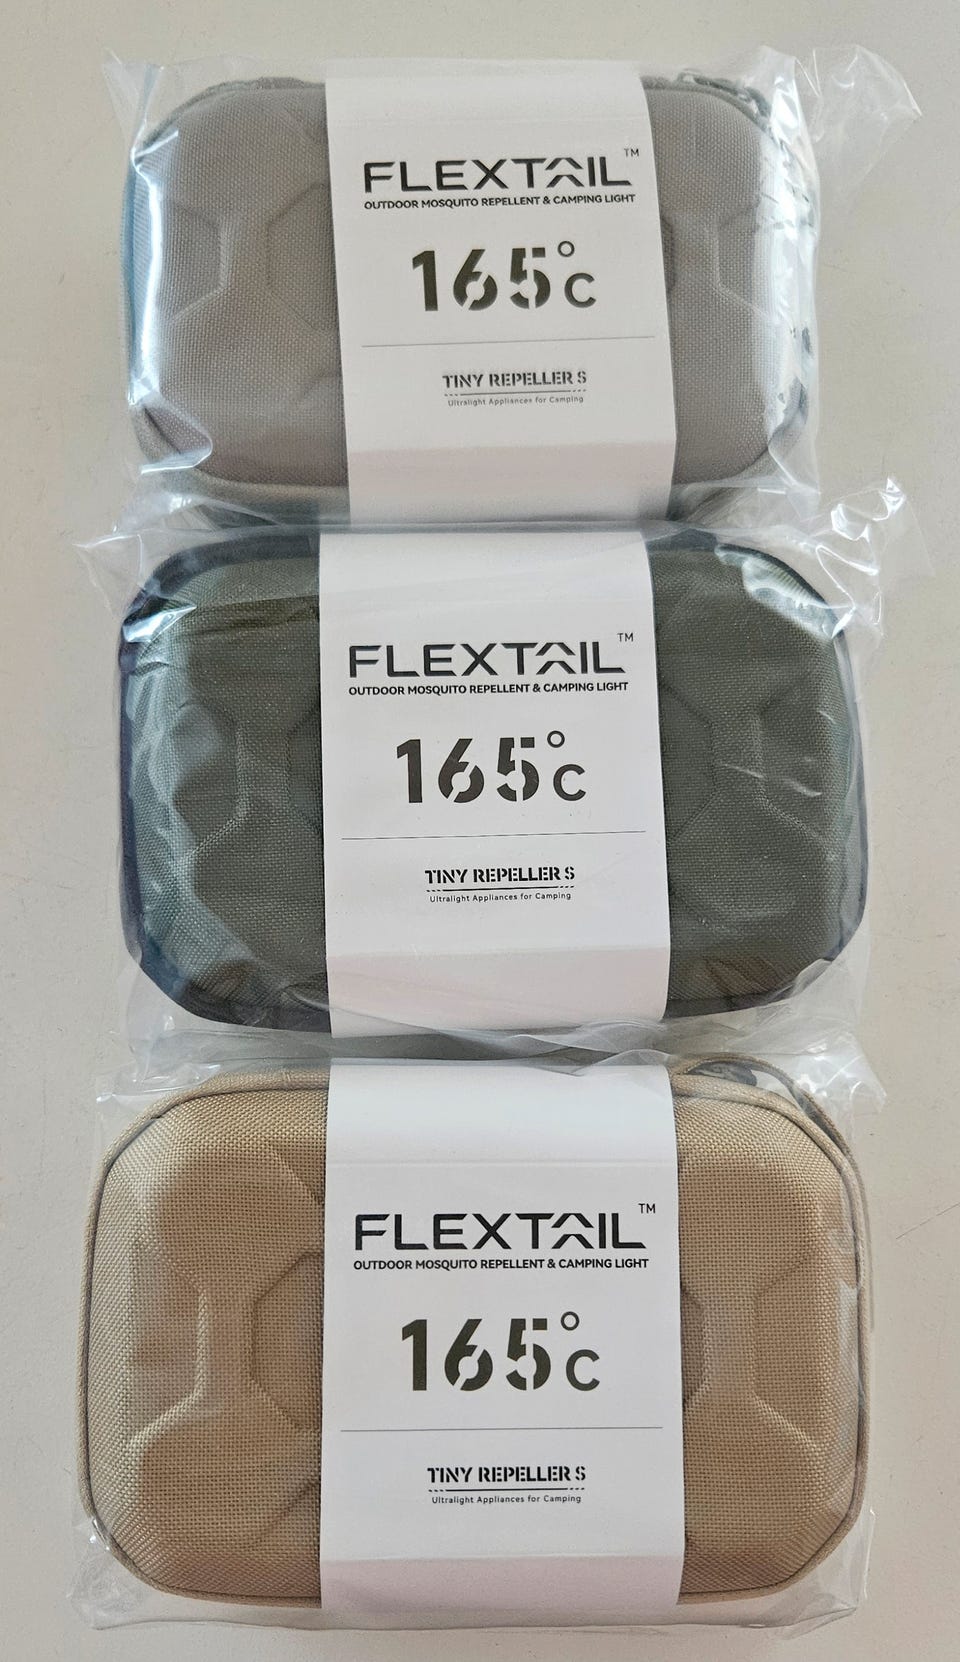 FLEXTAIL™
OUTDOOR MOSQUITO REPELLENT & CAMPING LIGHT
165°C
TINY REPELLER S
Ultralight Appliances for Camping
FLEXTAIL™
OUTDOOR MOSQUITO REPELLENT & CAMPING LIGHT
165°C
TINY REPELLER S
Ultralight Appliances for Camping
FLEXTAIL™
OUTDOOR MOSQUITO REPELLENT & CAMPING LIGHT
165°C
TINY REPELLER S
Ultralight Appliances for Camping